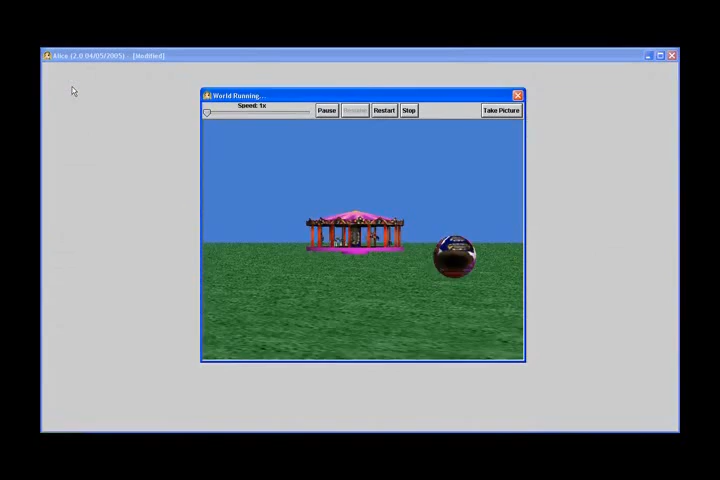 Alice (2.0 04/05/2005) - [Modified]
World Running...
Speed: 1x
Pause
Resume
Restart
Stop
Take Picture